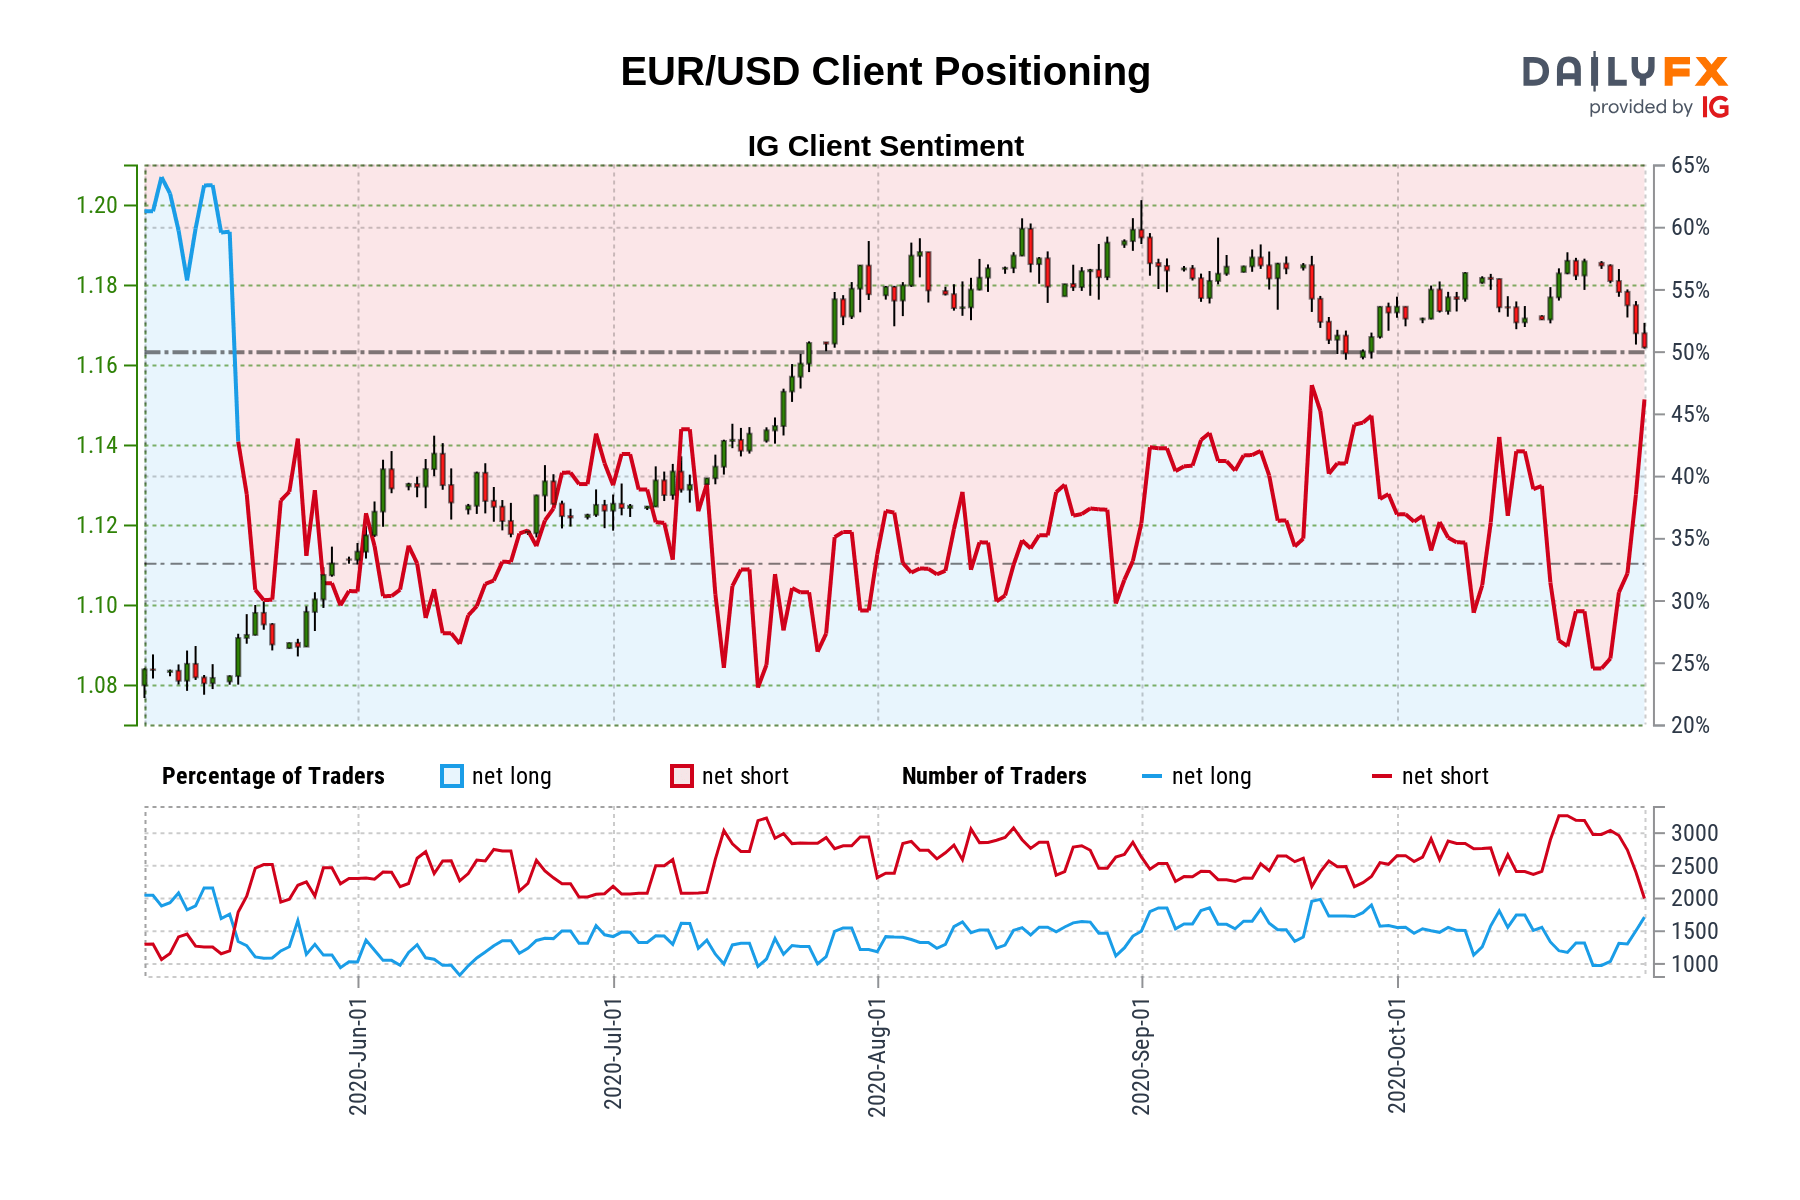 EUR/USD Client Positioning
DAILYFX
provided by IG
IG Client Sentiment
1.20
1.18
1.16
1.14
1.12
1.10
1.08
65%
60%
55%
50%
45%
40%
35%
30%
25%
20%
Percentage of Traders net long net short Number of Traders net long net short
3000
2500
2000
1500
1000
2020-Jun-01
2020-Jul-01
2020-Aug-01
2020-Sep-01
2020-Oct-01